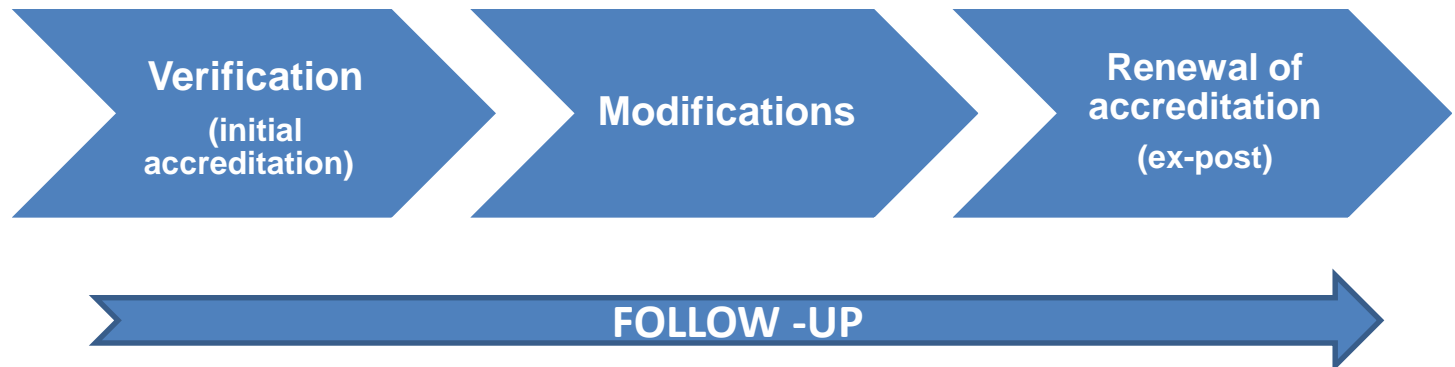 Verification
(initial
accreditation)
Modifications
Renewal of
accreditation
(ex-post)
FOLLOW -UP